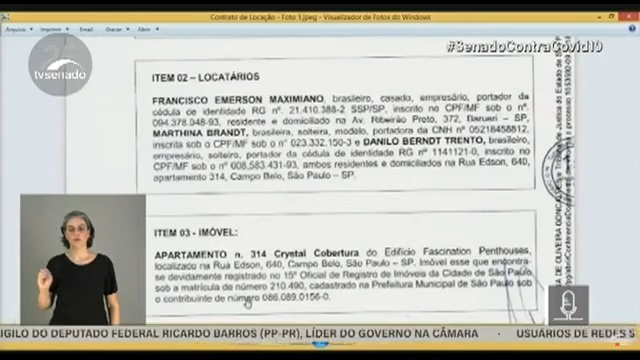 Contrato de Locação - Foto 1.jpeg - Visualizador de Fotos do Windows
Arquivo Imprimir Email Gravar Abrir
#SenadoContraCovid19
tvsenado
ITEM 02 – LOCATÁRIOS
FRANCISCO EMERSON MAXIMIANO, brasileiro, casado, empresário, portador da
cédula de identidade RG nº. 21.410.388-2 SSP/SP, inscrito no CPF/MF sob o nº.
094.378.048-93, residente e domiciliado na Av. Ribeirão Preto, 372, Barueri – SP,
MARTHINA BRANDT, brasileira, solteira, modelo, portadora da CNH nº 05218458812,
inscrita sob o CPF/MF sob nº 023.332.150-3 e DANILO BERNDT TRENTO, brasileiro,
empresário, solteiro, portador da cédula de identidade RG nº 1141121-0, inscrito no
CPF/MF sob o nº 008.583.431-93, ambos residentes e domiciliados na Rua Edson, 640,
apartamento 314, Campo Belo, São Paulo – SP.
ITEM 03 - IMÓVEL:
APARTAMENTO n. 314 Crystal Cobertura do Edifício Fascination Penthouses,
localizado na Rua Edson, 640, Campo Belo, São Paulo – SP. Imóvel esse que encontra-
se devidamente registrado no 15º Oficial de Registro de Imóveis da Cidade de São Paulo
sob a matrícula de número 210.490, cadastrado na Prefeitura Municipal de São Paulo sob
o contribuinte de número 086.089.0156-0.
IGILO DO DEPUTADO FEDERAL RICARDO BARROS (PP-PR), LÍDER DO GOVERNO NA CÂMARA - USUÁRIOS DE REDES S